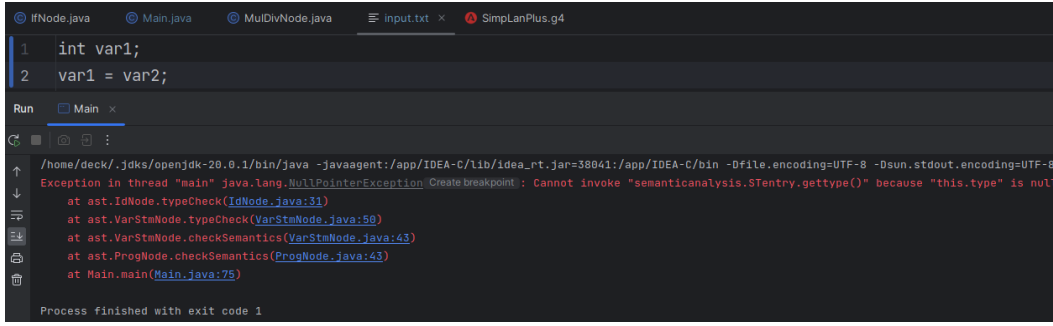 IfNode.java Main.java MulDivNode.java input.txt × SimpLanPlus.g4
1 int var1;
2 var1 = var2;
Run Main ×
/home/deck/.jdks/openjdk-20.0.1/bin/java -javaagent:/app/IDEA-C/lib/idea_rt.jar=38041:/app/IDEA-C/bin -Dfile.encoding=UTF-8 -Dsun.stdout.encoding=UTF-8
Exception in thread "main" java.lang.NullPointerException Create breakpoint : Cannot invoke "semanticanalysis.STentry.gettype()" because "this.type" is null
at ast.IdNode.typeCheck(IdNode.java:31)
at ast.VarStmNode.typeCheck(VarStmNode.java:50)
at ast.VarStmNode.checkSemantics(VarStmNode.java:43)
at ast.ProgNode.checkSemantics(ProgNode.java:43)
at Main.main(Main.java:75)
Process finished with exit code 1